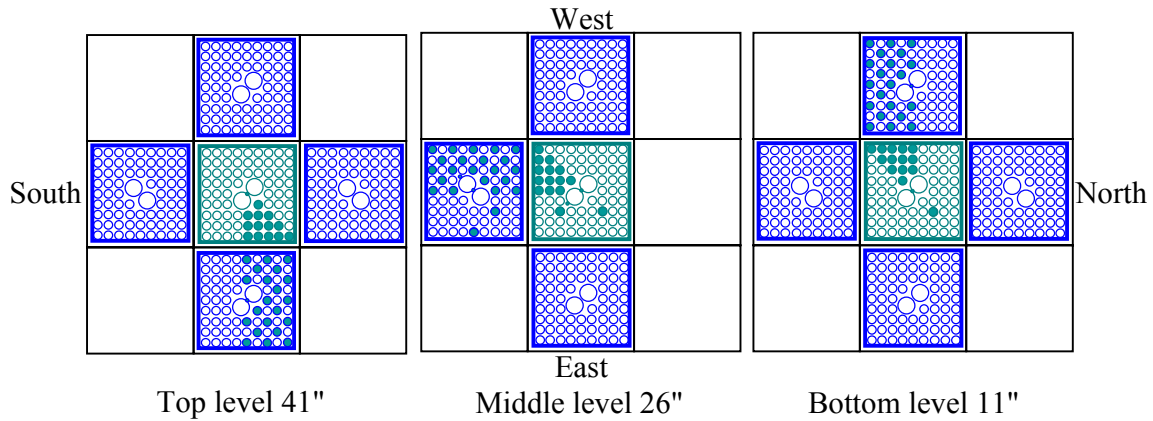 West
South
North
East
Top level 41"
Middle level 26"
Bottom level 11"